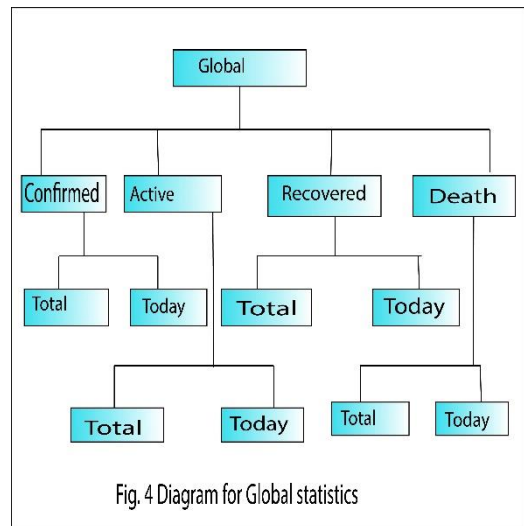 Global
Confirmed
Active
Recovered
Death
Total
Today
Total
Today
Total
Today
Total
Today
Fig. 4 Diagram for Global statistics